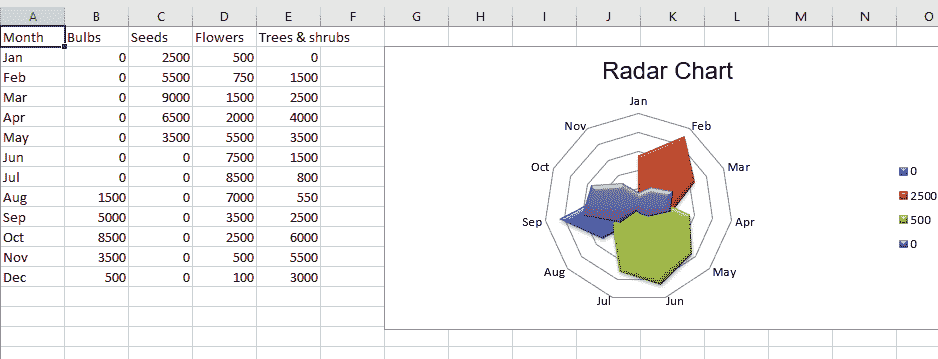 A B C D E F G H I J K L M N O
Month Bulbs Seeds Flowers Trees & shrubs
Jan 0 2500 500 0
Feb 0 5500 750 1500
Mar 0 9000 1500 2500
Apr 0 6500 2000 4000
May 0 3500 5500 3500
Jun 0 0 7500 1500
Jul 0 0 8500 800
Aug 1500 0 7000 550
Sep 5000 0 3500 2500
Oct 8500 0 2500 6000
Nov 3500 0 500 5500
Dec 500 0 100 3000
Radar Chart
Jan
Nov Feb
Oct Mar
Sep Apr
Aug May
Jul Jun
0
2500
500
0